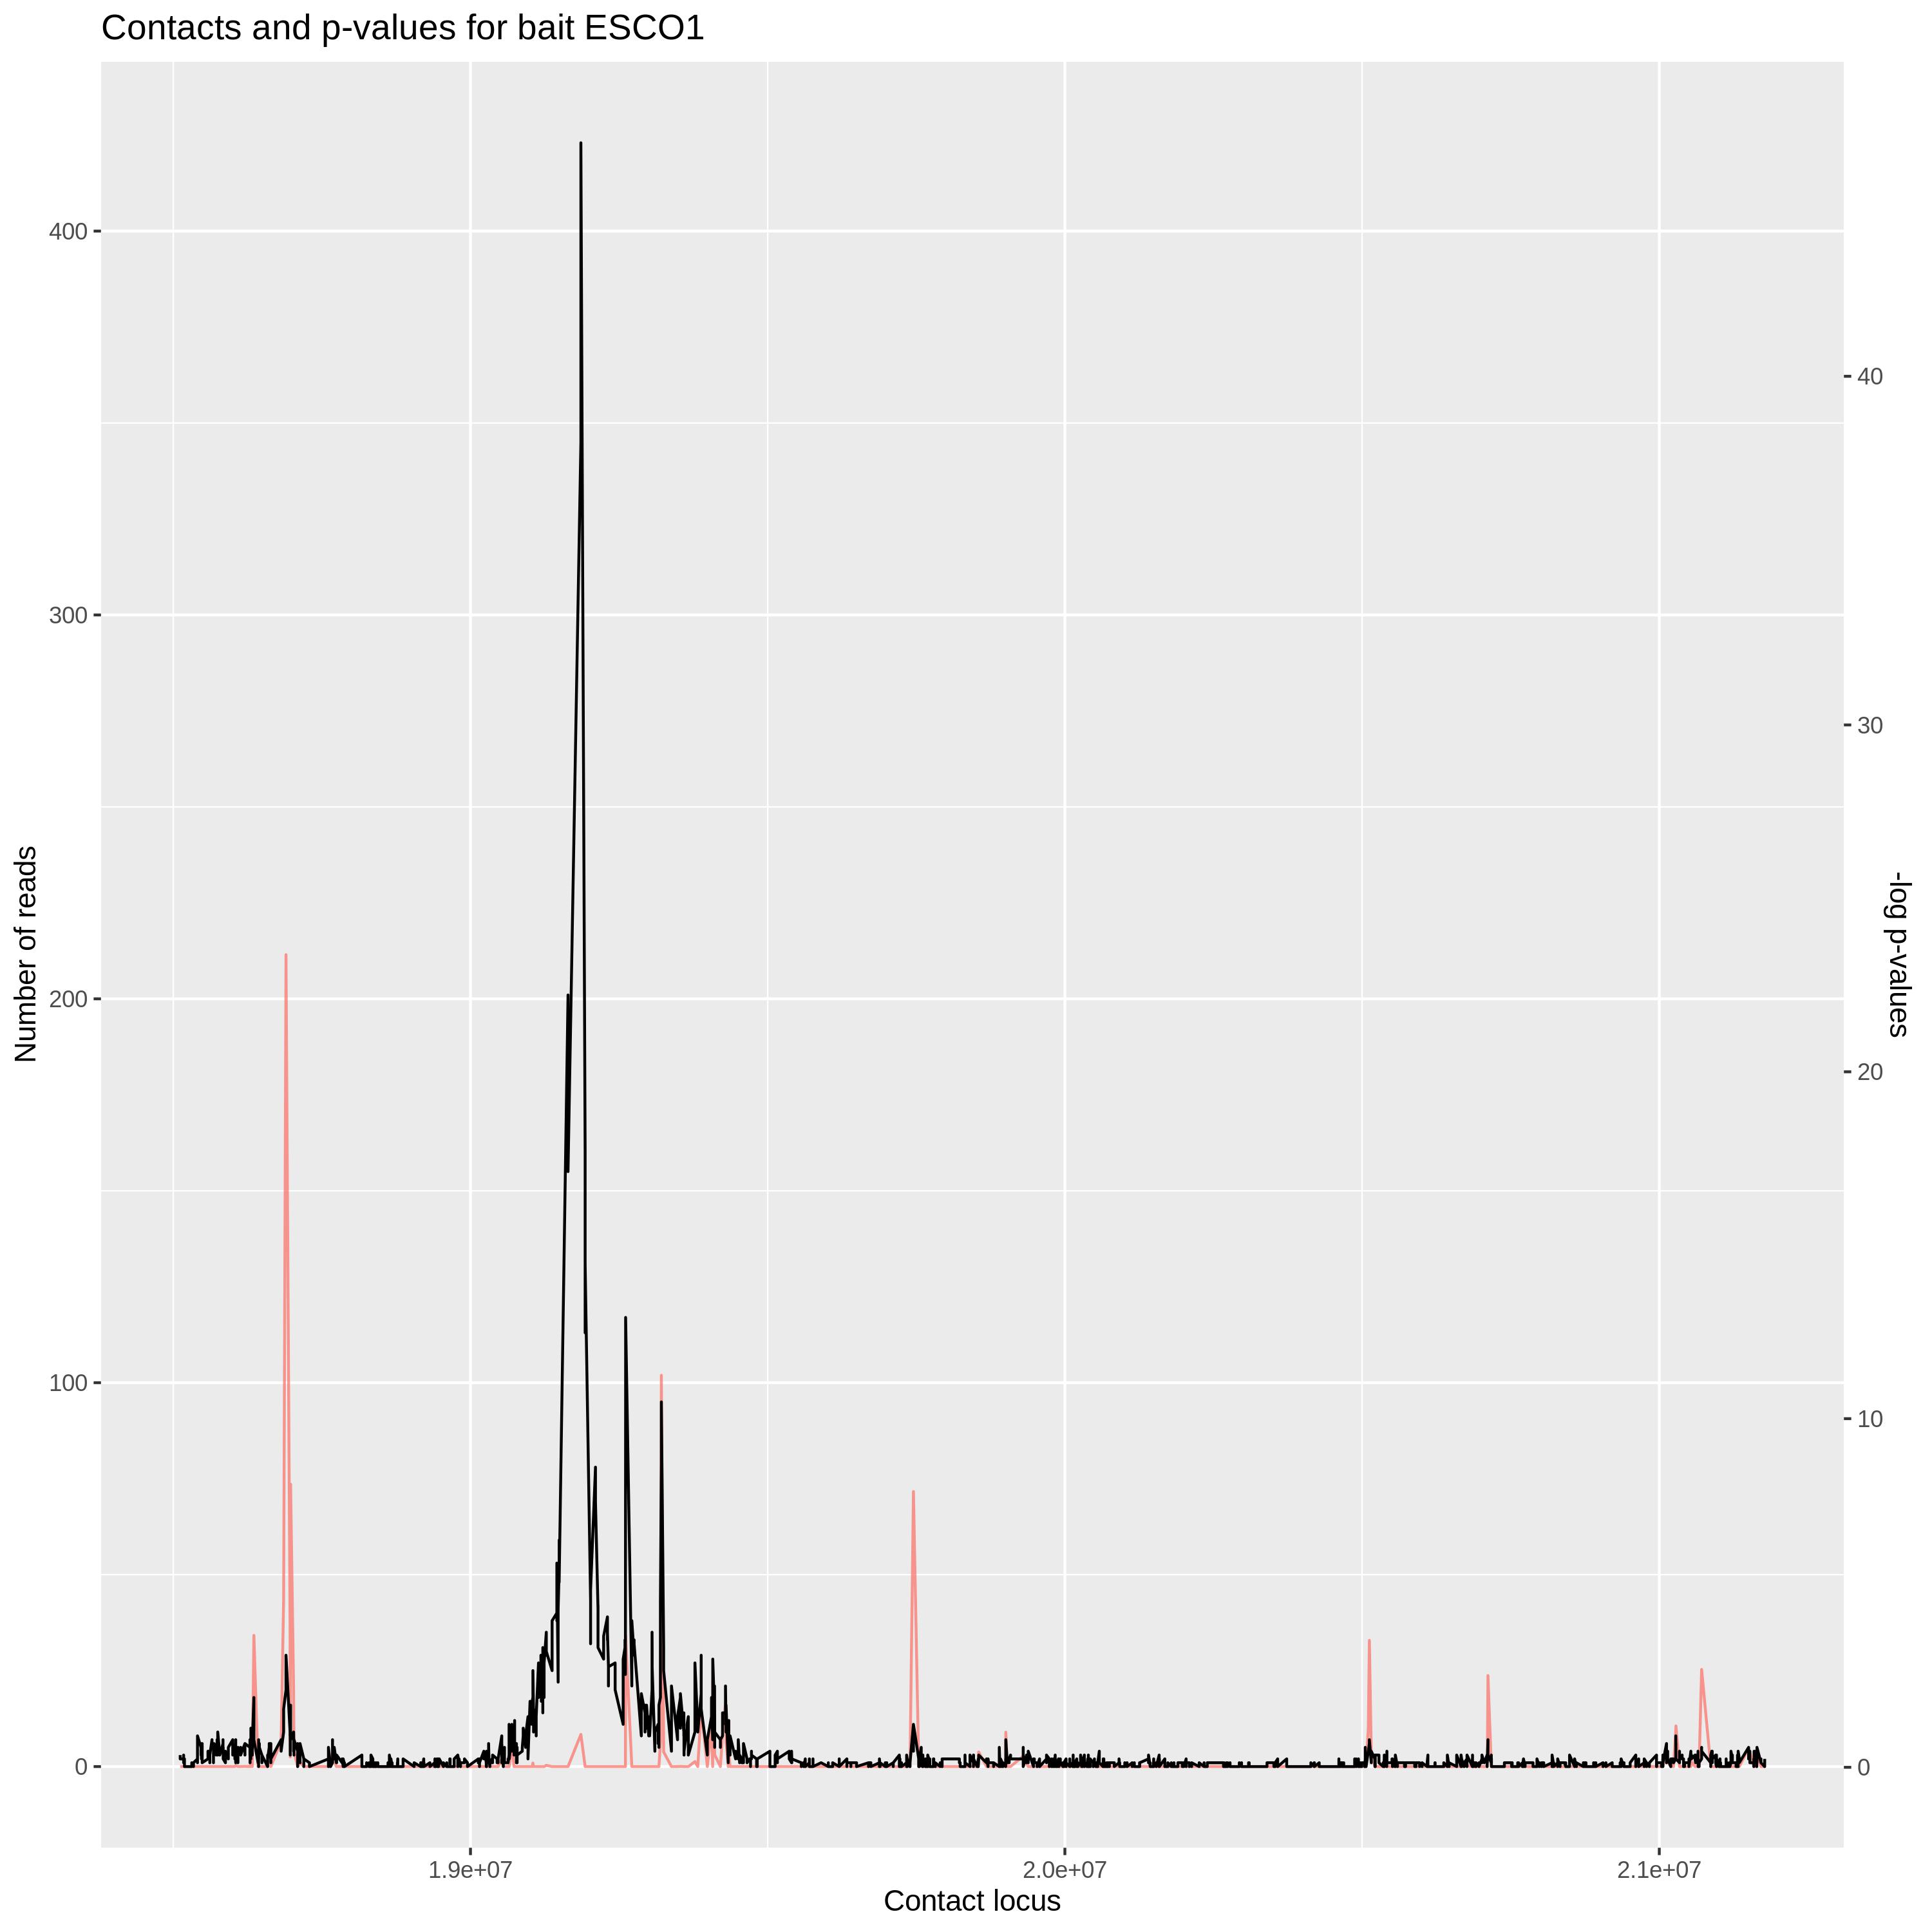 Contacts and p-values for bait ESCO1
Number of reads
400
300
200
100
0
-log p-values
40
30
20
10
0
1.9e+07
2.0e+07
2.1e+07
Contact locus